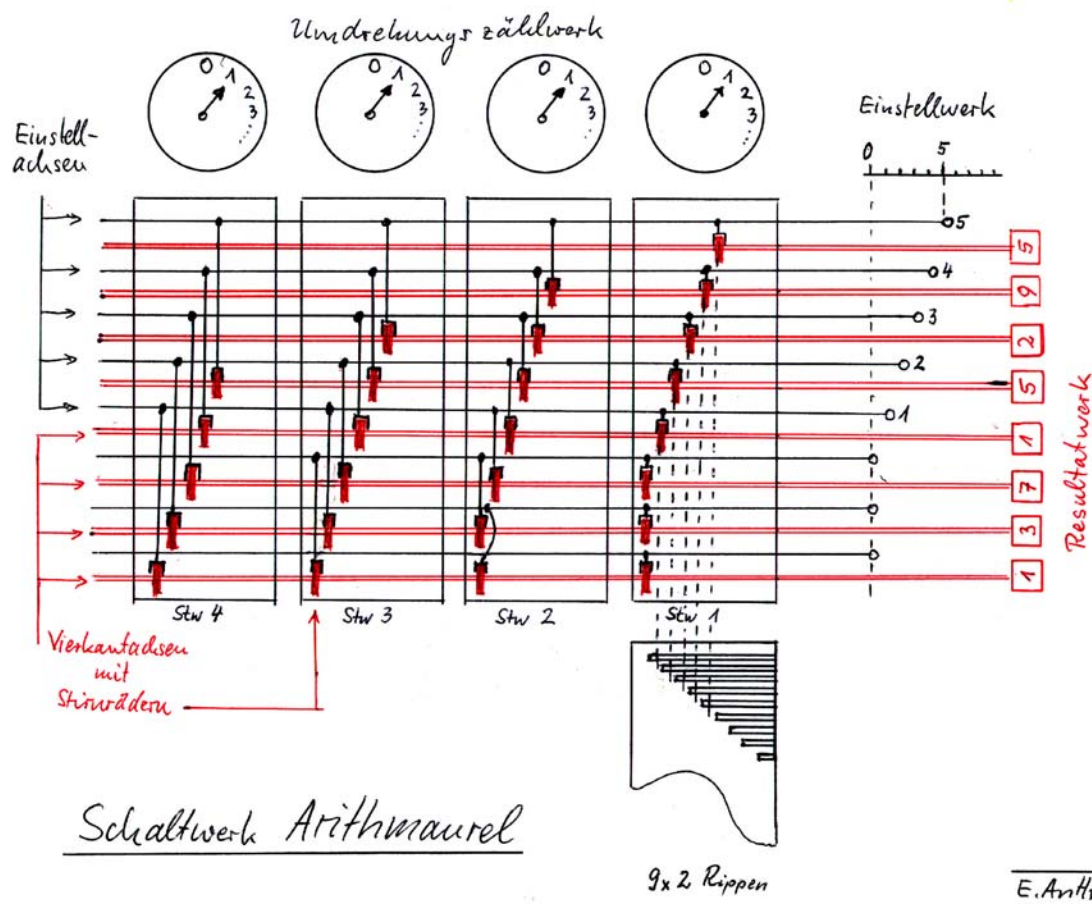 Umdrehungszählwerk
0 1 2 3 ....
0 1 2 3 ....
0 1 2 3 ....
0 1 2 3 ....
Einstell-
achsen
Einstellwerk
0 5
5
5
4
9
3
2
2
5
1
1
7
3
1
Resultatwerk
Stw 4
Stw 3
Stw 2
Stw 1
Vierkantachsen
mit
Stirnrädern
Schaltwerk Arithmaurel
9x2 Rippen